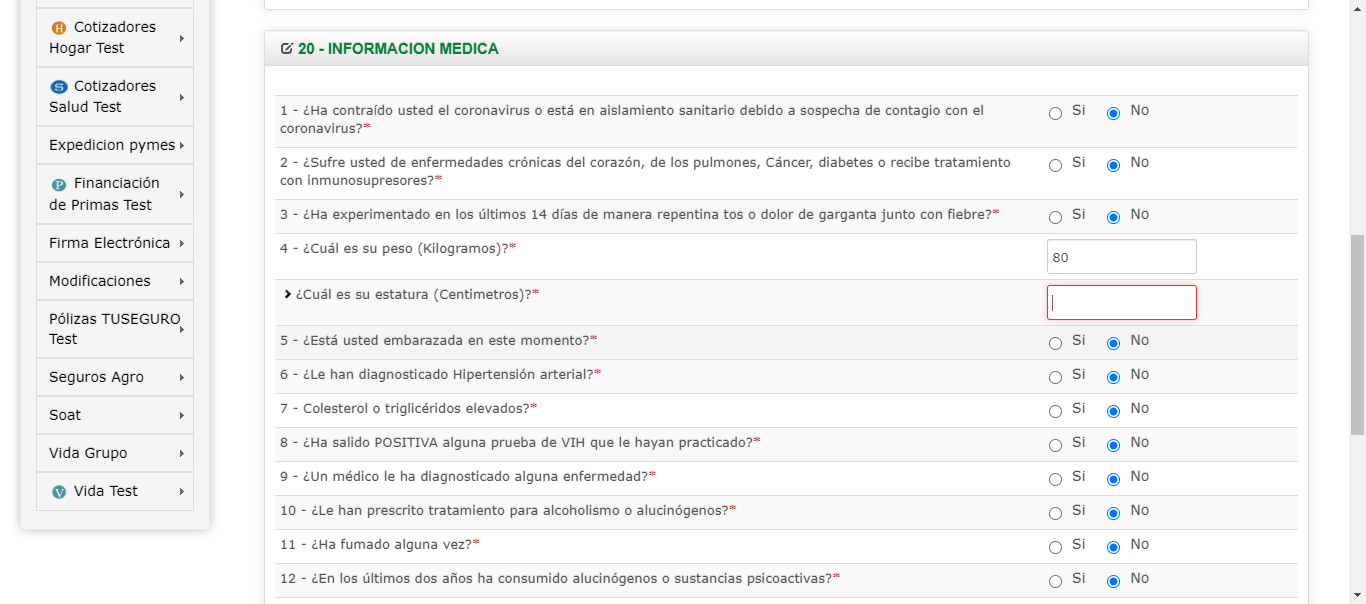 Cotizadores
Hogar Test
Cotizadores
Salud Test
Expedicion pymes
Financiación
de Primas Test
Firma Electrónica
Modificaciones
Pólizas TUSEGURO
Test
Seguros Agro
Soat
Vida Grupo
Vida Test
20 - INFORMACION MEDICA
1 - ¿Ha contraído usted el coronavirus o está en aislamiento sanitario debido a sospecha de contagio con el
coronavirus?*
Si No
2 - ¿Sufre usted de enfermedades crónicas del corazón, de los pulmones, Cáncer, diabetes o recibe tratamiento
con inmunosupresores?*
Si No
3 - ¿Ha experimentado en los últimos 14 días de manera repentina tos o dolor de garganta junto con fiebre?* Si No
4 - ¿Cuál es su peso (Kilogramos)?* 80
¿Cuál es su estatura (Centimetros)?*
5 - ¿Está usted embarazada en este momento?* Si No
6 - ¿Le han diagnosticado Hipertensión arterial?* Si No
7 - Colesterol o triglicéridos elevados?* Si No
8 - ¿Ha salido POSITIVA alguna prueba de VIH que le hayan practicado?* Si No
9 - ¿Un médico le ha diagnosticado alguna enfermedad?* Si No
10 - ¿Le han prescrito tratamiento para alcoholismo o alucinógenos?* Si No
11 - ¿Ha fumado alguna vez?* Si No
12 - ¿En los últimos dos años ha consumido alucinógenos o sustancias psicoactivas?* Si No